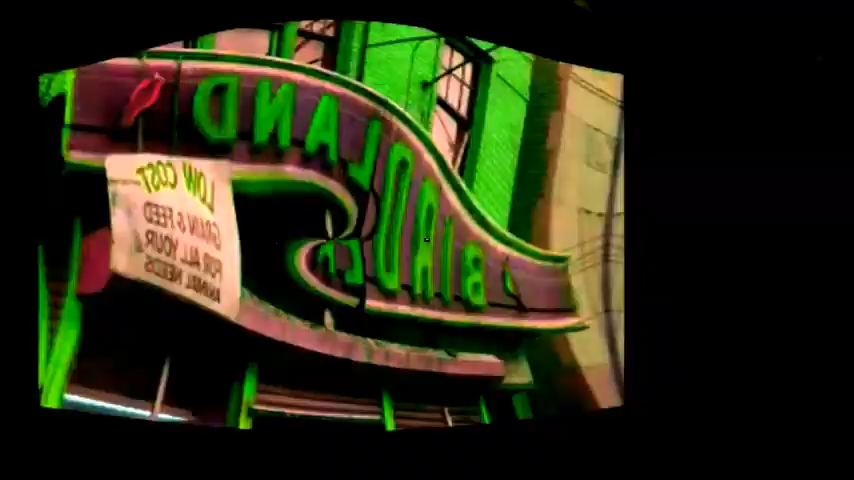 BIRDLAND
LOW COST
GRAIN & FEED
FOR ALL YOUR
ANIMAL NEEDS